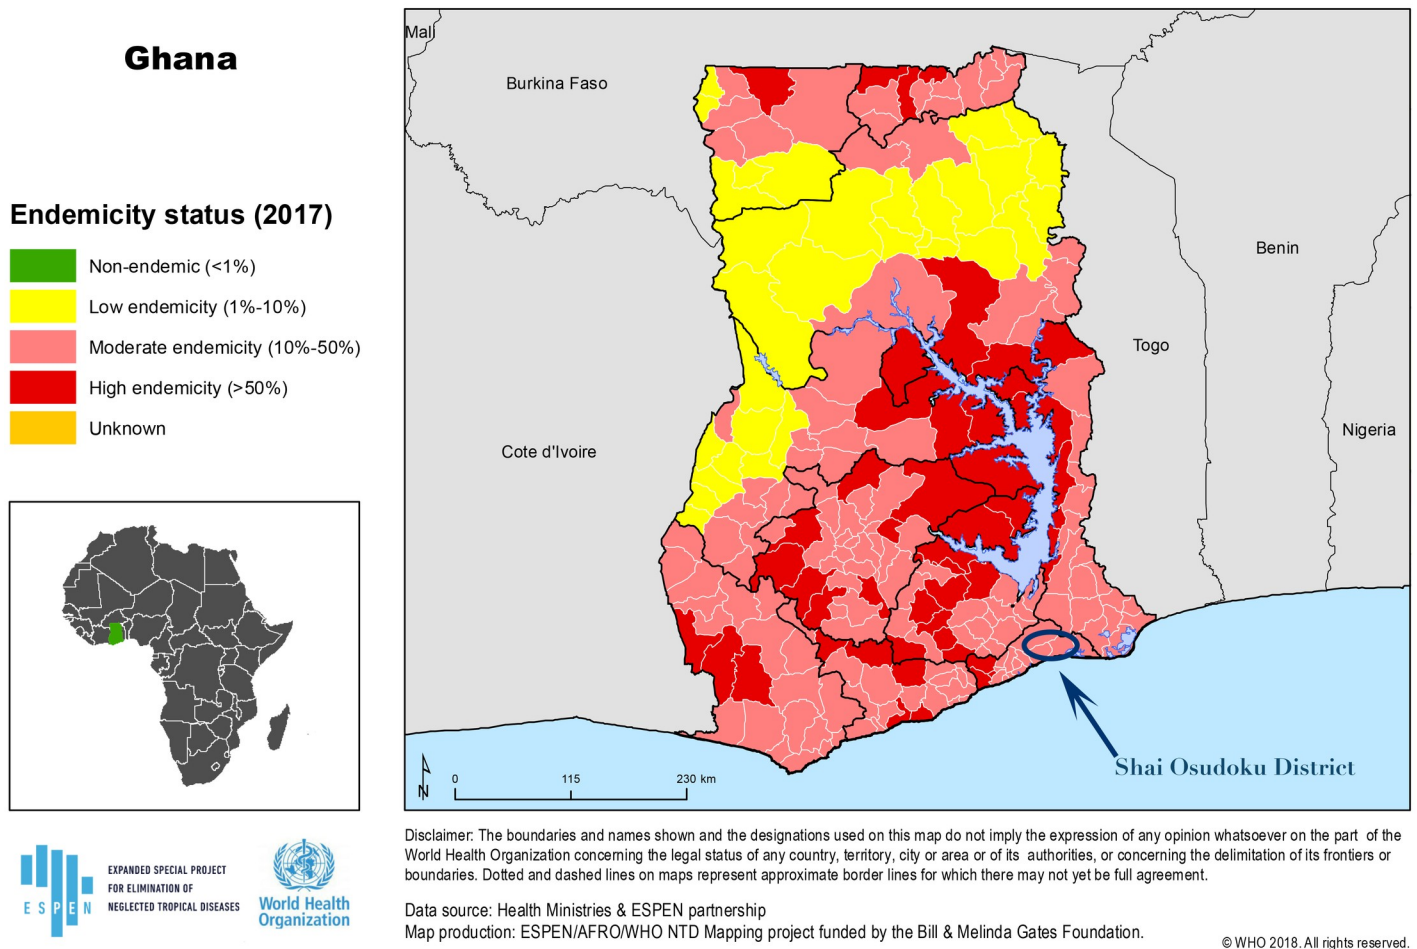 Ghana
Endemicity status (2017)
Non-endemic (<1%)
Low endemicity (1%-10%)
Moderate endemicity (10%-50%)
High endemicity (>50%)
Unknown
Mali
Burkina Faso
Benin
Togo
Nigeria
Cote d'Ivoire
Shai Osudoku District
N
0 115 230 km
ESPEN
EXPANDED SPECIAL PROJECT
FOR ELIMINATION OF
NEGLECTED TROPICAL DISEASES
World Health
Organization
Disclaimer: The boundaries and names shown and the designations used on this map do not imply the expression of any opinion whatsoever on the part of the
World Health Organization concerning the legal status of any country, territory, city or area or of its authorities, or concerning the delimitation of its frontiers or
boundaries. Dotted and dashed lines on maps represent approximate border lines for which there may not yet be full agreement.
Data source: Health Ministries & ESPEN partnership
Map production: ESPEN/AFRO/WHO NTD Mapping project funded by the Bill & Melinda Gates Foundation.
© WHO 2018. All rights reserved.